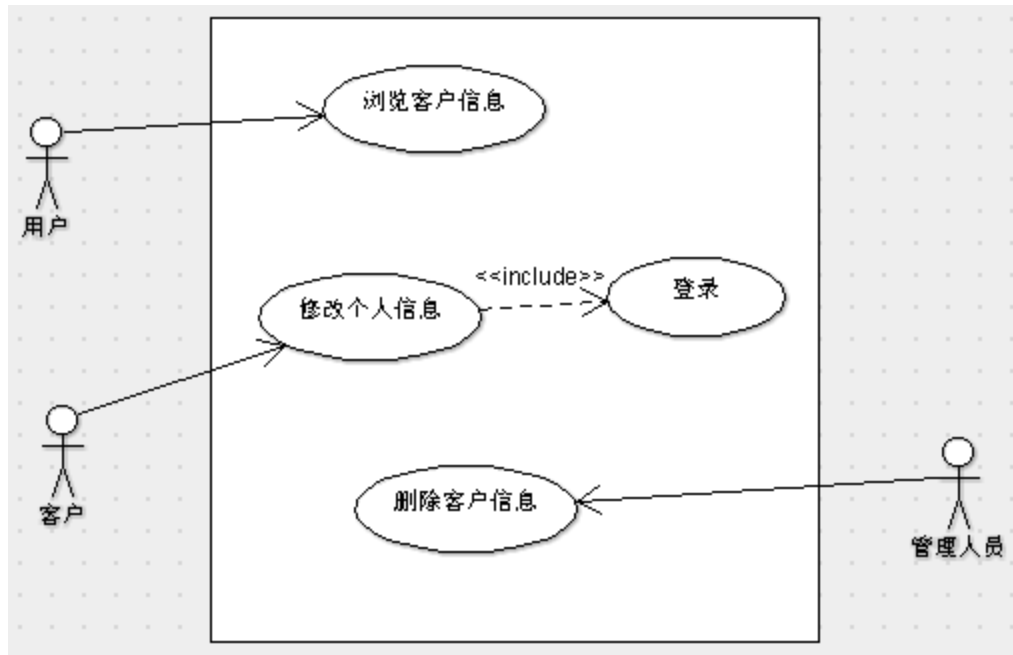 浏览客户信息
用户
<<include>>
登录
修改个人信息
客户
删除客户信息
管理人员